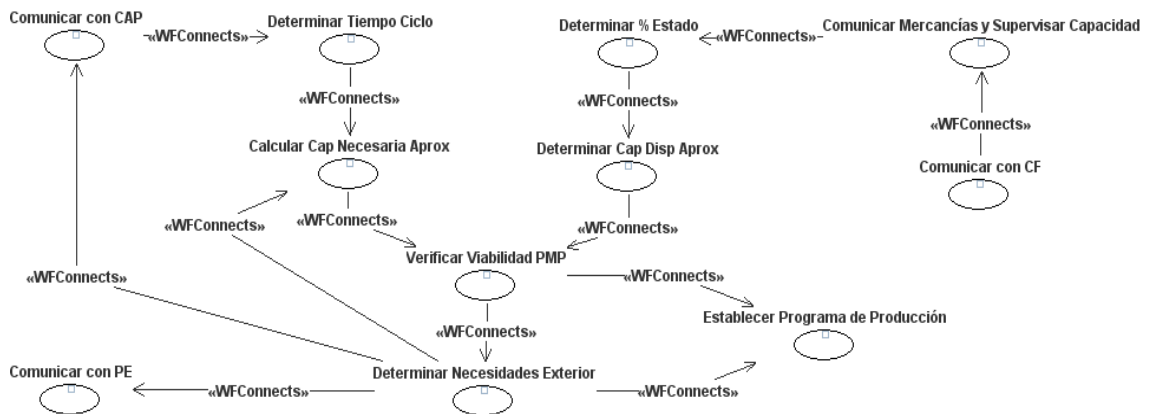 Comunicar con CAP
«WFConnects»
Determinar Tiempo Ciclo
Determinar % Estado
«WFConnects»
Comunicar Mercancías y Supervisar Capacidad
«WFConnects»
«WFConnects»
«WFConnects»
Calcular Cap Necesaria Aprox
Determinar Cap Disp Aprox
Comunicar con CF
«WFConnects»
«WFConnects»
«WFConnects»
Verificar Viabilidad PMP
«WFConnects»
«WFConnects»
Establecer Programa de Producción
«WFConnects»
Comunicar con PE
Determinar Necesidades Exterior
«WFConnects»
«WFConnects»